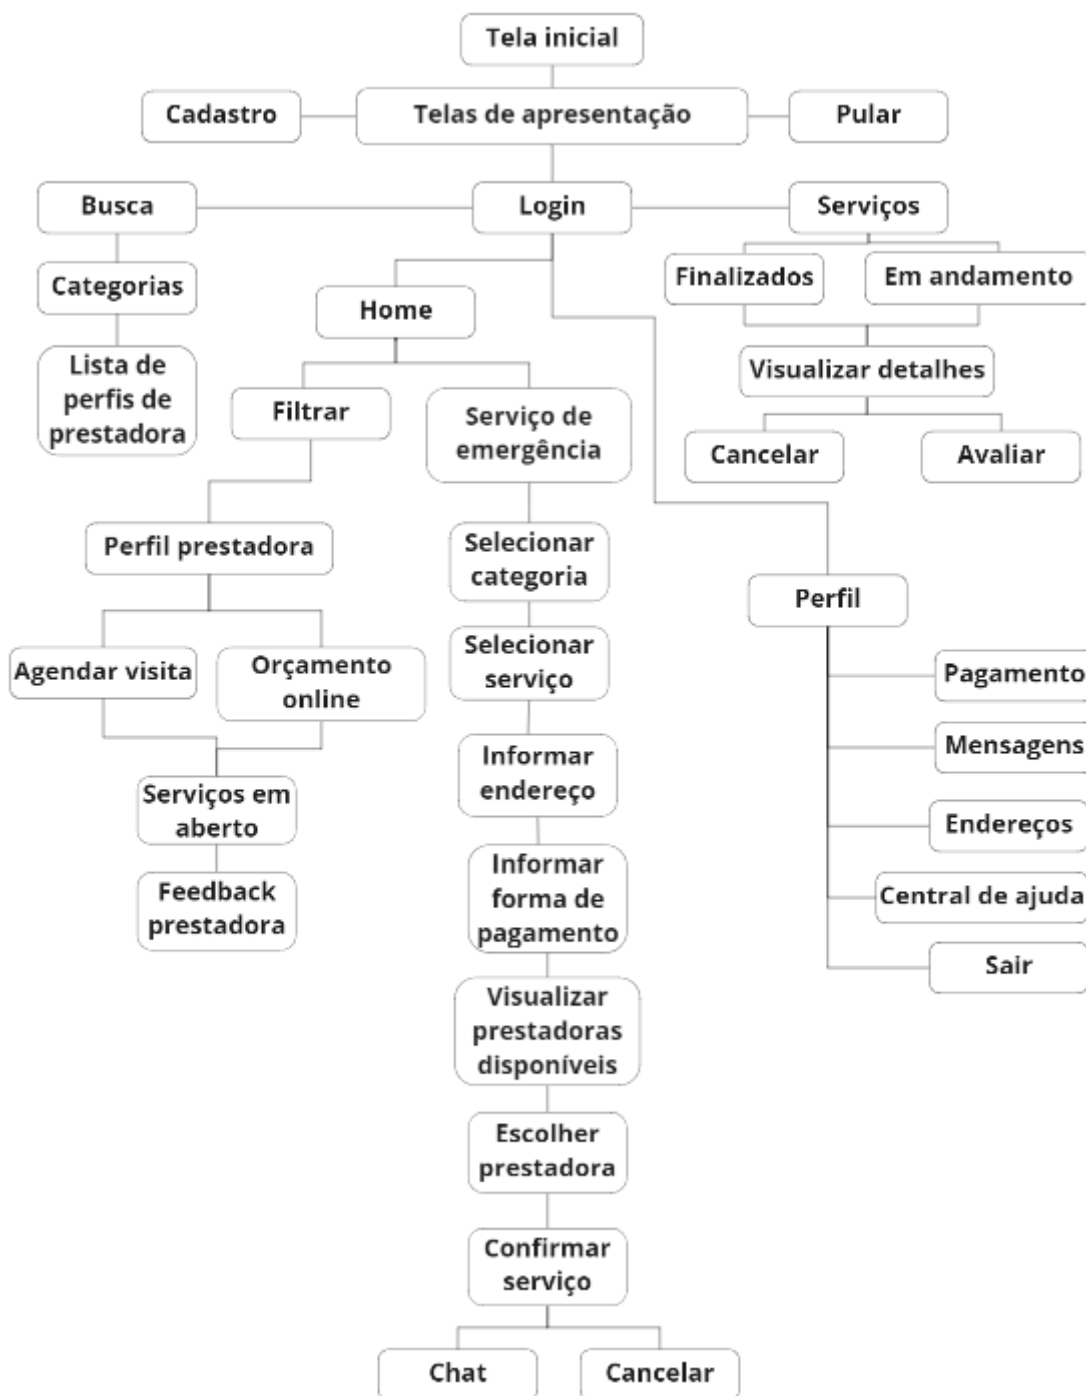 Tela inicial
Cadastro
Telas de apresentação
Pular
Busca
Login
Serviços
Categorias
Home
Finalizados
Em andamento
Lista de
perfis de
prestadora
Filtrar
Serviço de
emergência
Visualizar detalhes
Cancelar
Avaliar
Perfil prestadora
Selecionar
categoria
Perfil
Agendar visita
Orçamento
online
Selecionar
serviço
Pagamento
Mensagens
Serviços em
aberto
Informar
endereço
Endereços
Feedback
prestadora
Informar
forma de
pagamento
Central de ajuda
Sair
Visualizar
prestadoras
disponíveis
Escolher
prestadora
Confirmar
serviço
Chat
Cancelar